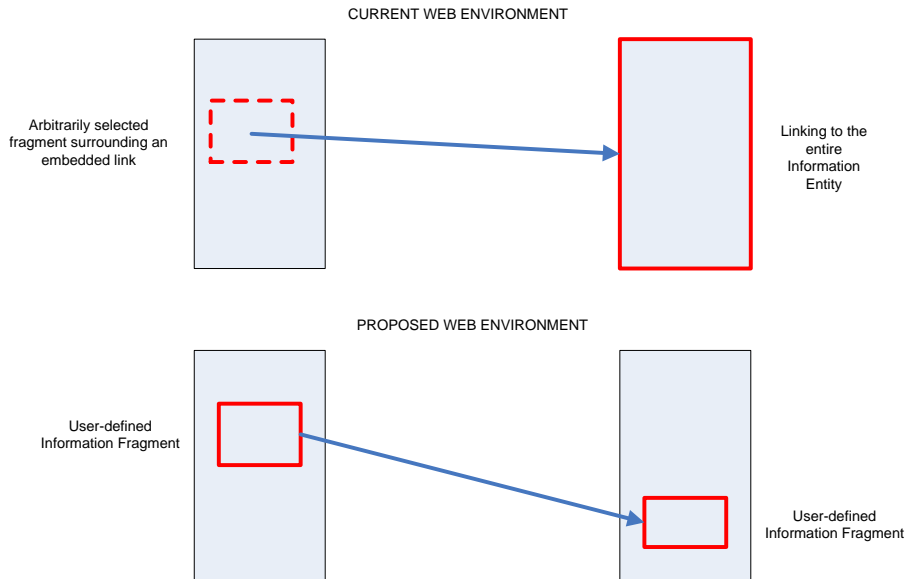 CURRENT WEB ENVIRONMENT
Arbitrarily selected
fragment surrounding an
embedded link
Linking to the
entire
Information
Entity
PROPOSED WEB ENVIRONMENT
User-defined
Information Fragment
User-defined
Information Fragment